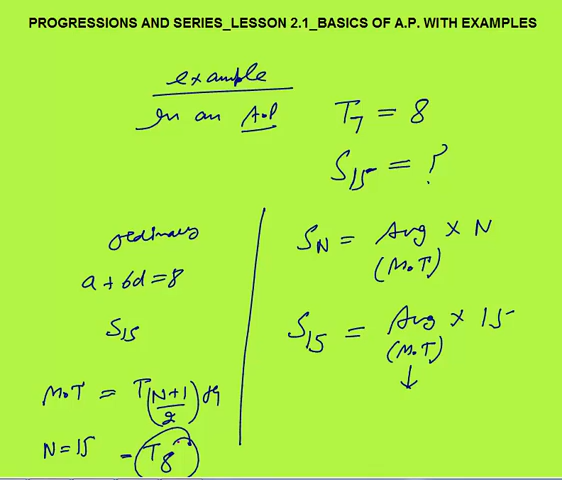 PROGRESSIONS AND SERIES_LESSON 2.1_BASICS OF A.P. WITH EXAMPLES
example
In an A.P
T7 = 8
S15 = ?
ordinary
a + 6d = 8
S15
M.T = T(N+1)/2
N = 15 = T8
SN = Avg × N
(M.T)
S15 = Avg × 15
(M.T)
↓